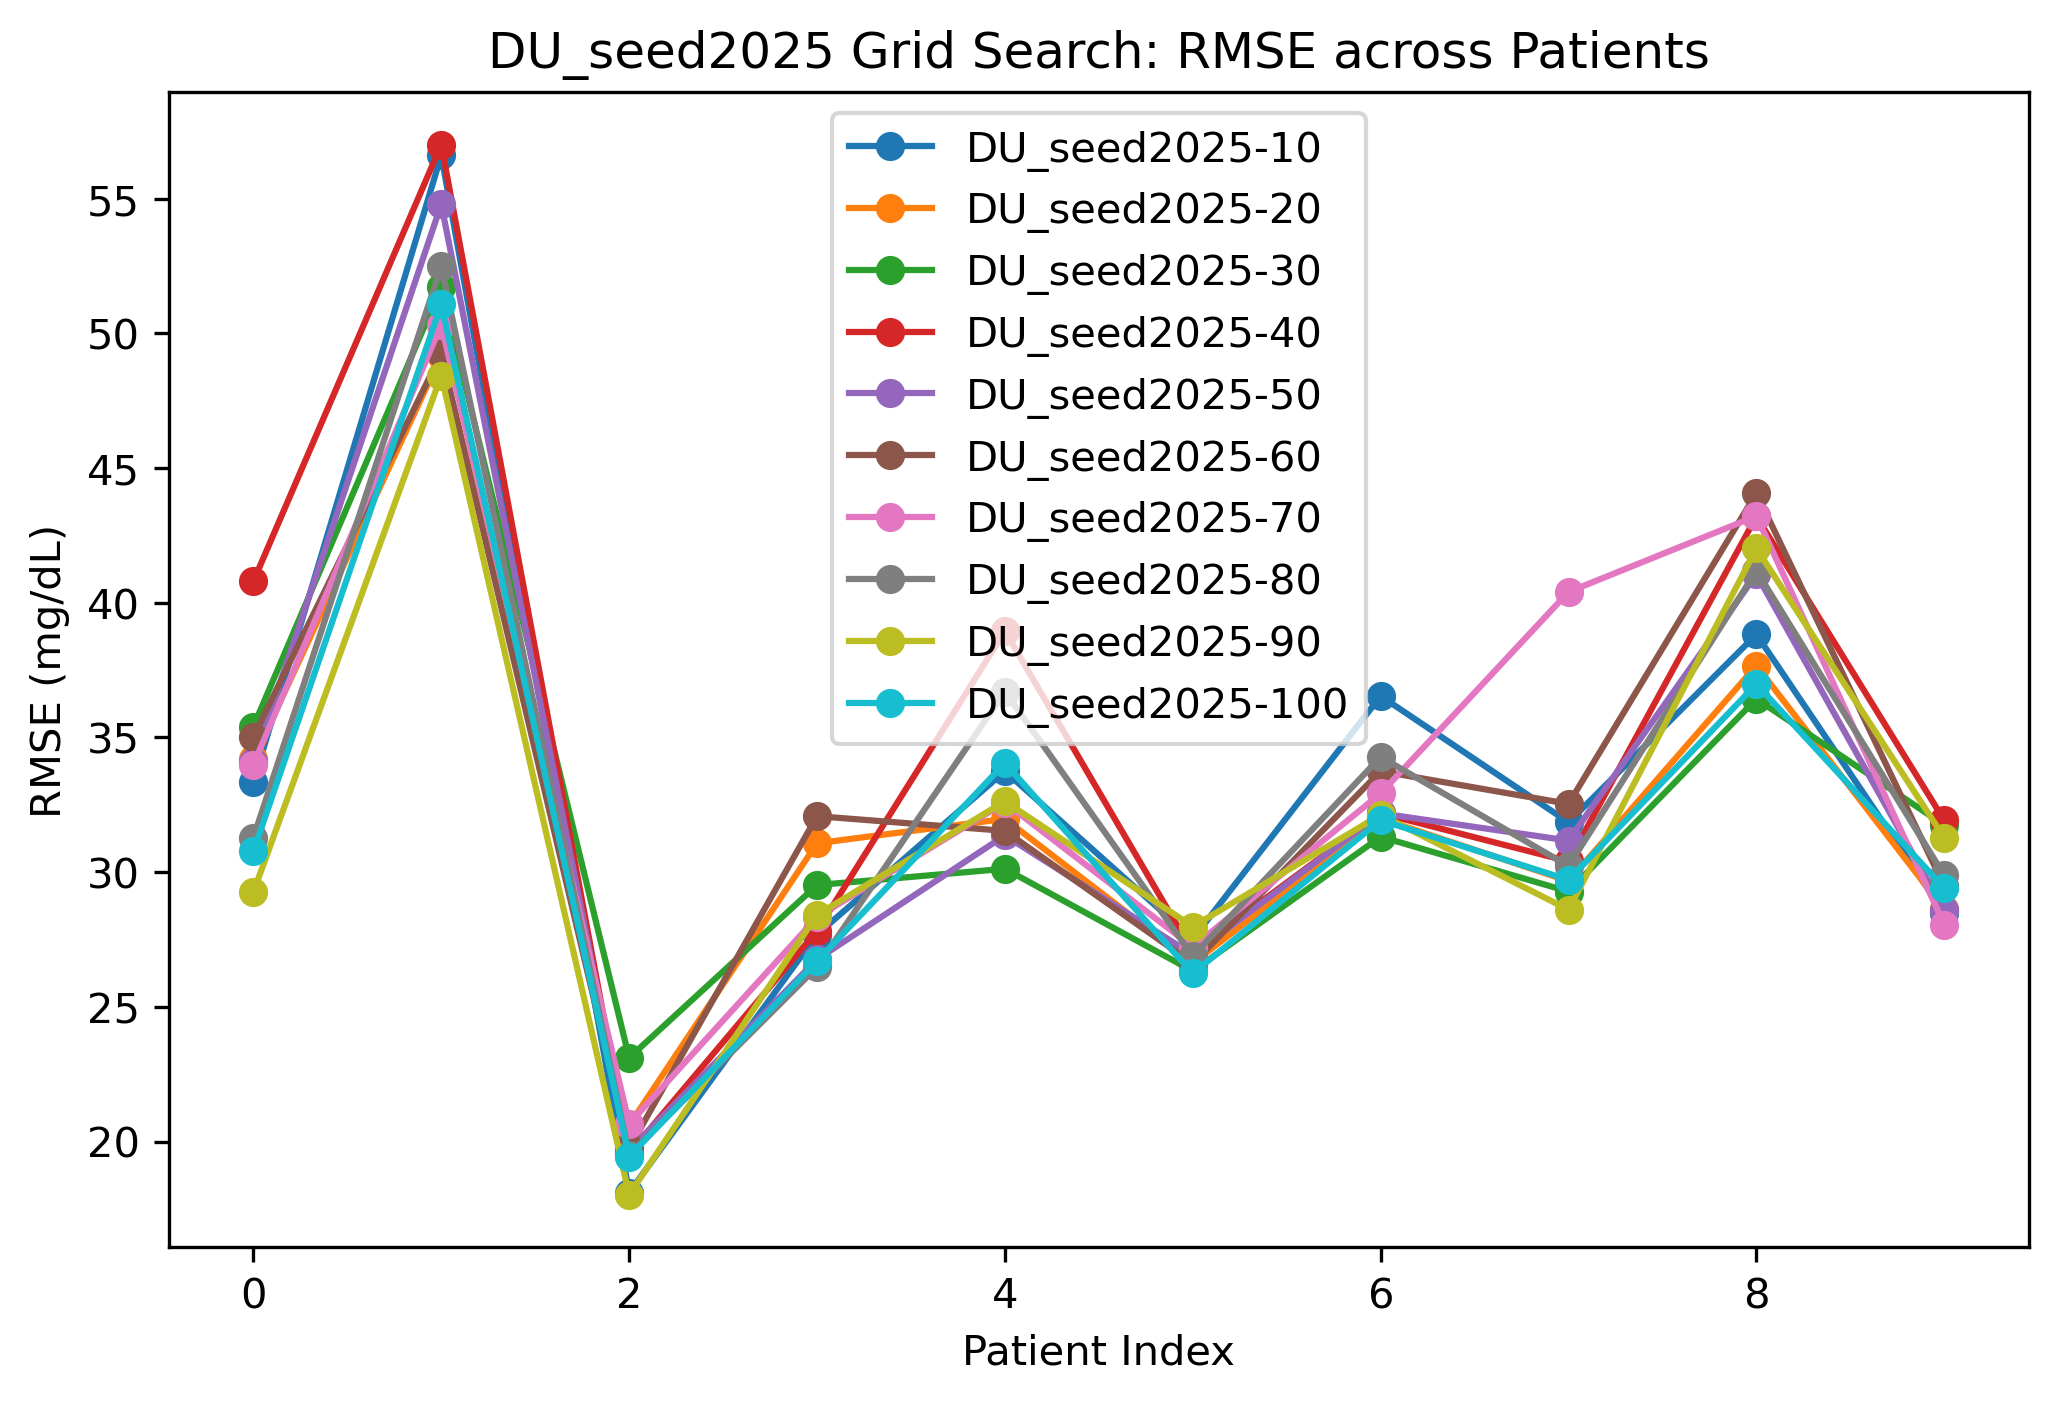 DU_seed2025 Grid Search: RMSE across Patients
RMSE (mg/dL)
55
50
45
40
35
30
25
20
DU_seed2025-10
DU_seed2025-20
DU_seed2025-30
DU_seed2025-40
DU_seed2025-50
DU_seed2025-60
DU_seed2025-70
DU_seed2025-80
DU_seed2025-90
DU_seed2025-100
0 2 4 6 8
Patient Index